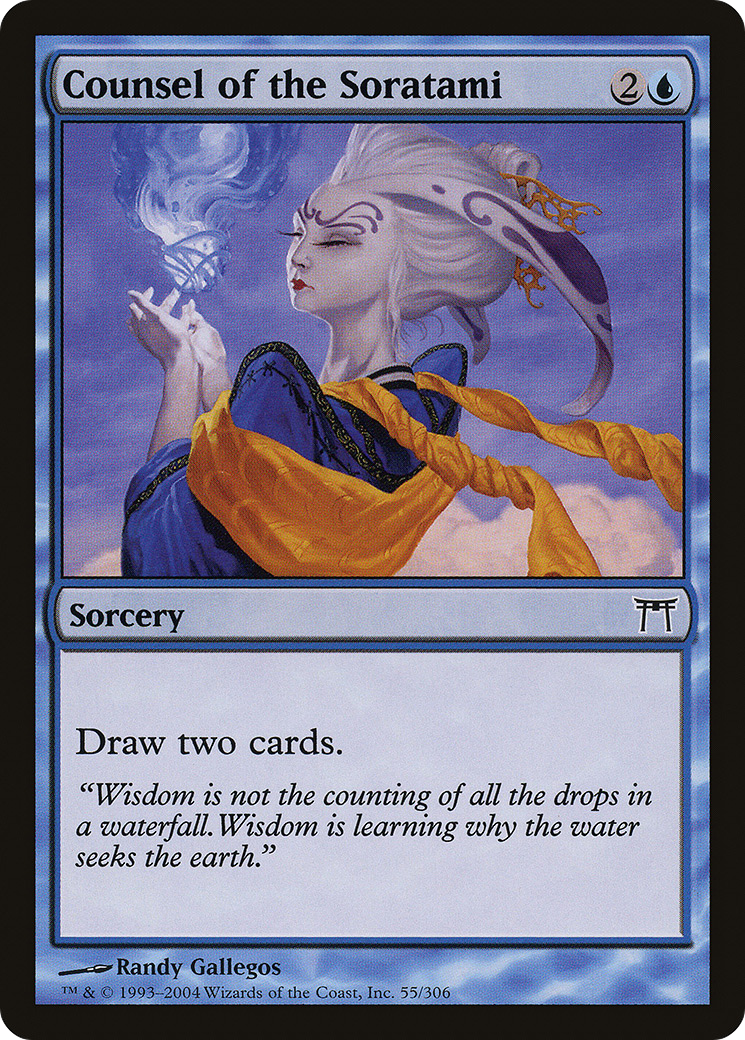 Counsel of the Soratami 2
Sorcery
Draw two cards.
“Wisdom is not the counting of all the drops in
a waterfall. Wisdom is learning why the water
seeks the earth.”
Randy Gallegos
™ & © 1993–2004 Wizards of the Coast, Inc. 55/306